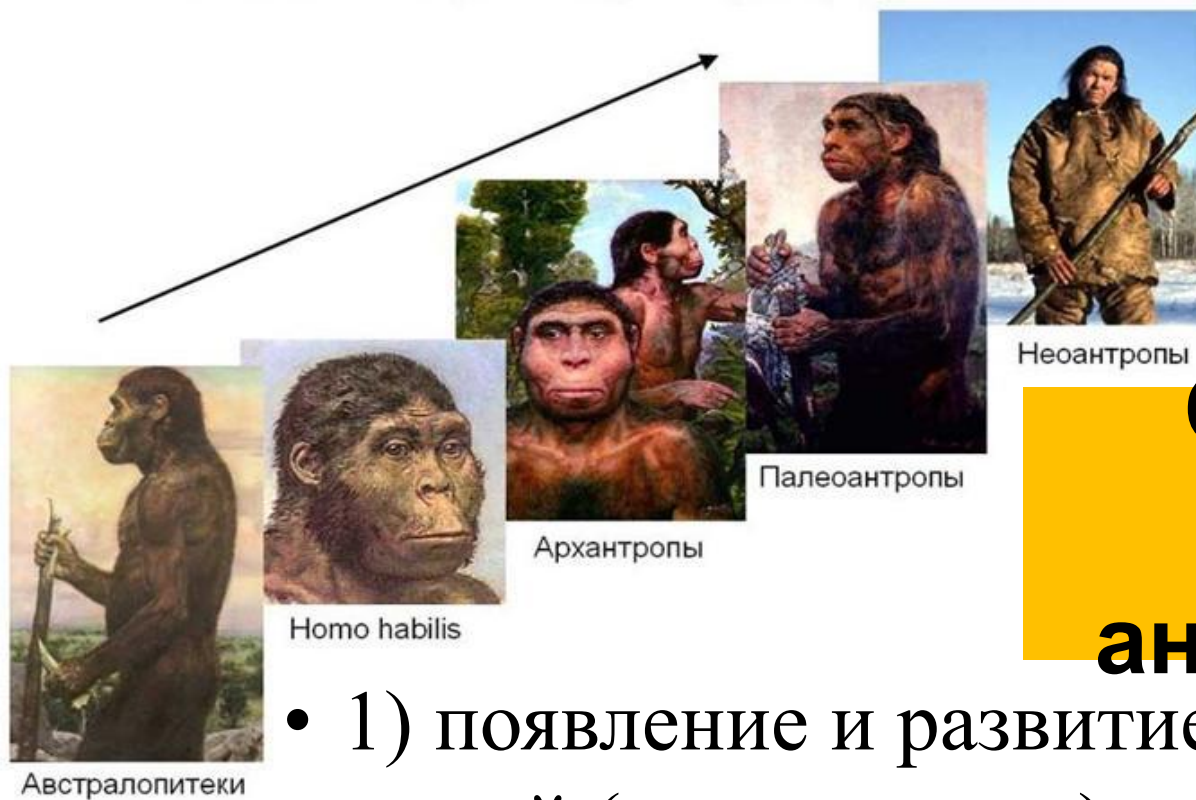 Неоантропы
Палеоантропы
Архантропы
Homo habilis
Австралопитеки
• 1) появление и развитие